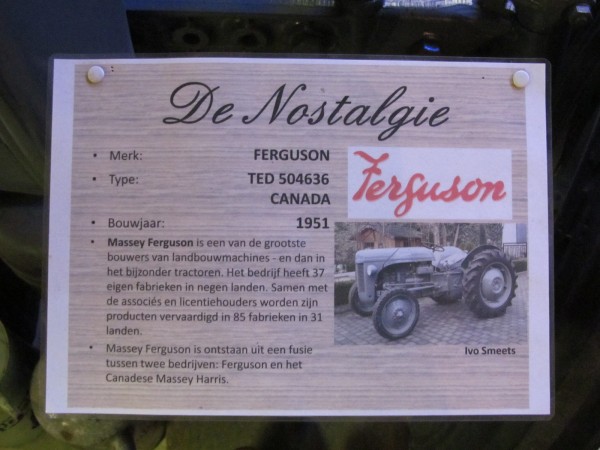 De Nostalgie
• Merk: FERGUSON
• Type: TED 504636
CANADA
Ferguson
• Bouwjaar: 1951
• Massey Ferguson is een van de grootste
bouwers van landbouwmachines - en dan in
het bijzonder tractoren. Het bedrijf heeft 37
eigen fabrieken in negen landen. Samen met
de associés en licentiehouders worden zijn
producten vervaardigd in 85 fabrieken in 31
landen.
• Massey Ferguson is ontstaan uit een fusie
tussen twee bedrijven: Ferguson en het
Canadese Massey Harris.
Ivo Smeets